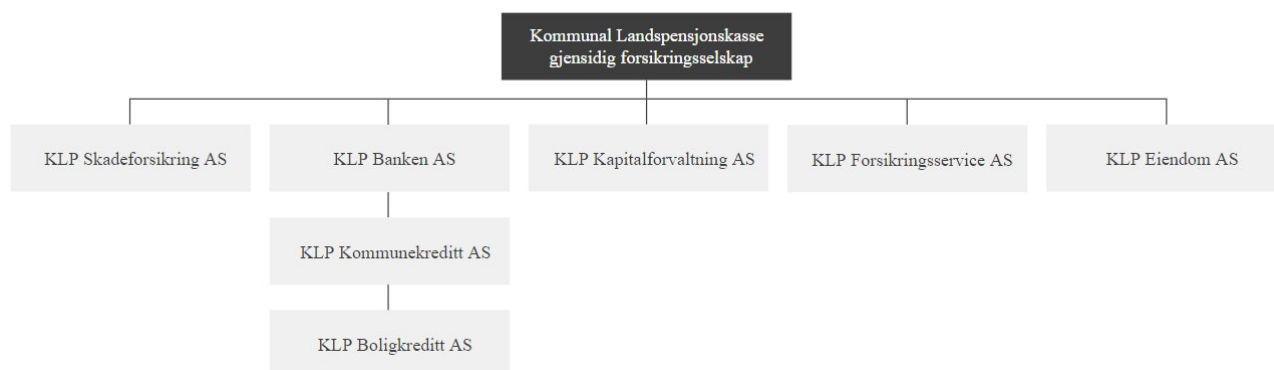 Kommunal Landspensjonskasse
gjensidig forsikringsselskap
KLP Skadeforsikring AS
KLP Banken AS
KLP Kapitalforvaltning AS
KLP Forsikringsservice AS
KLP Eiendom AS
KLP Kommunekreditt AS
KLP Boligkreditt AS